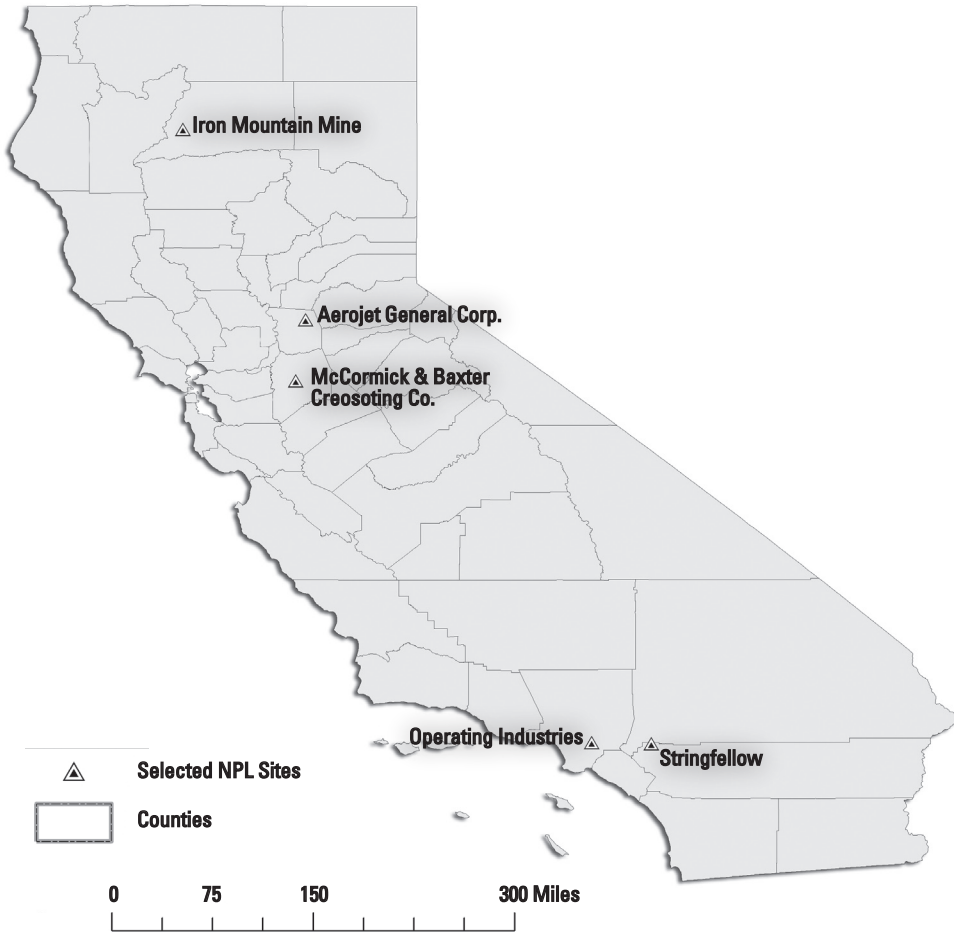 Iron Mountain Mine
Aerojet General Corp.
McCormick & Baxter
Creosoting Co.
Operating Industries
Stringfellow
Selected NPL Sites
Counties
0 75 150 300 Miles